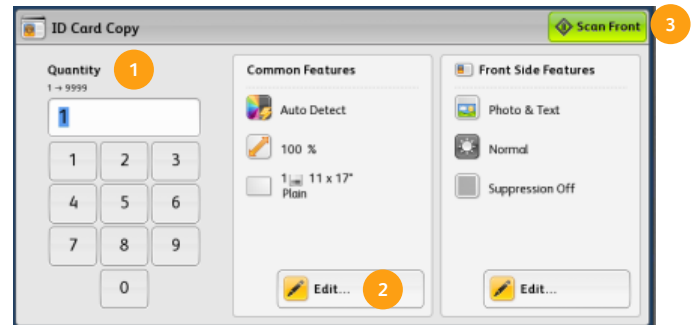 ID Card Copy
Scan Front
3
Quantity
1
1 → 9999
1
1 2 3
4 5 6
7 8 9
0
Common Features
Auto Detect
100 %
1 11 x 17"
Plain
Edit...
2
Front Side Features
Photo & Text
Normal
Suppression Off
Edit...